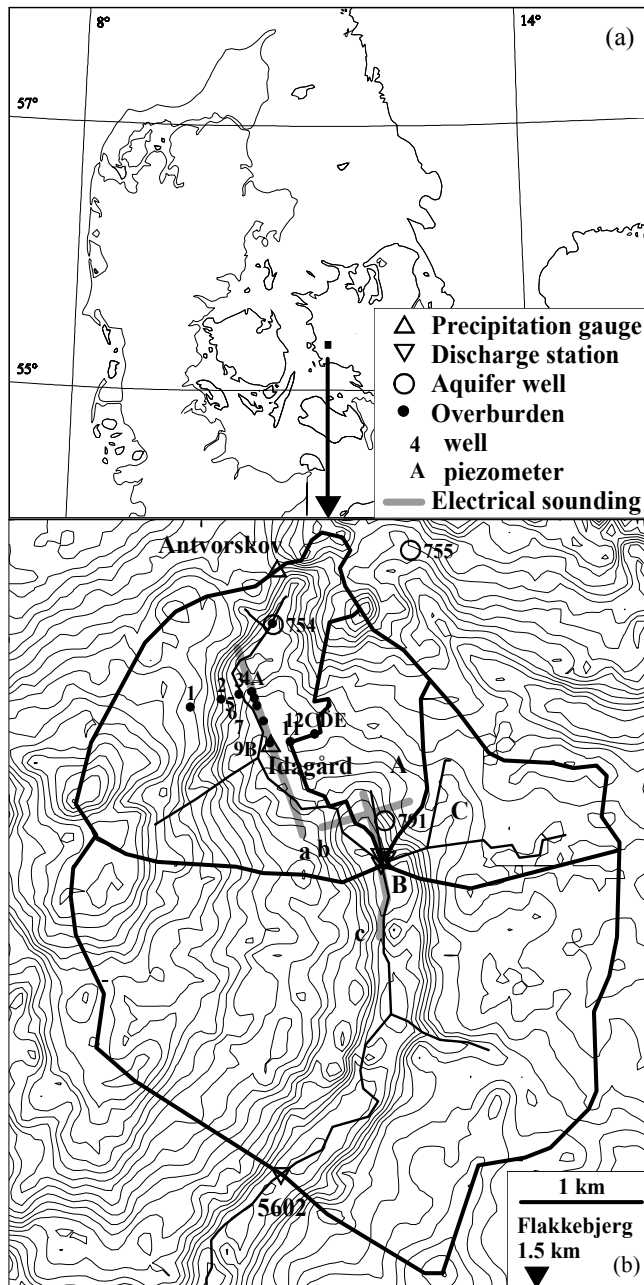 8°
14°
(a)
57°
55°
Precipitation gauge
Discharge station
Aquifer well
Overburden
4 well
A piezometer
Electrical sounding
Antvorskov
755
754
1
2
3
4A
5
6
7
9B
11
12CDE
Idagård
A
791
C
a
b
B
c
5602
1 km
Flakkebjerg
1.5 km
(b)